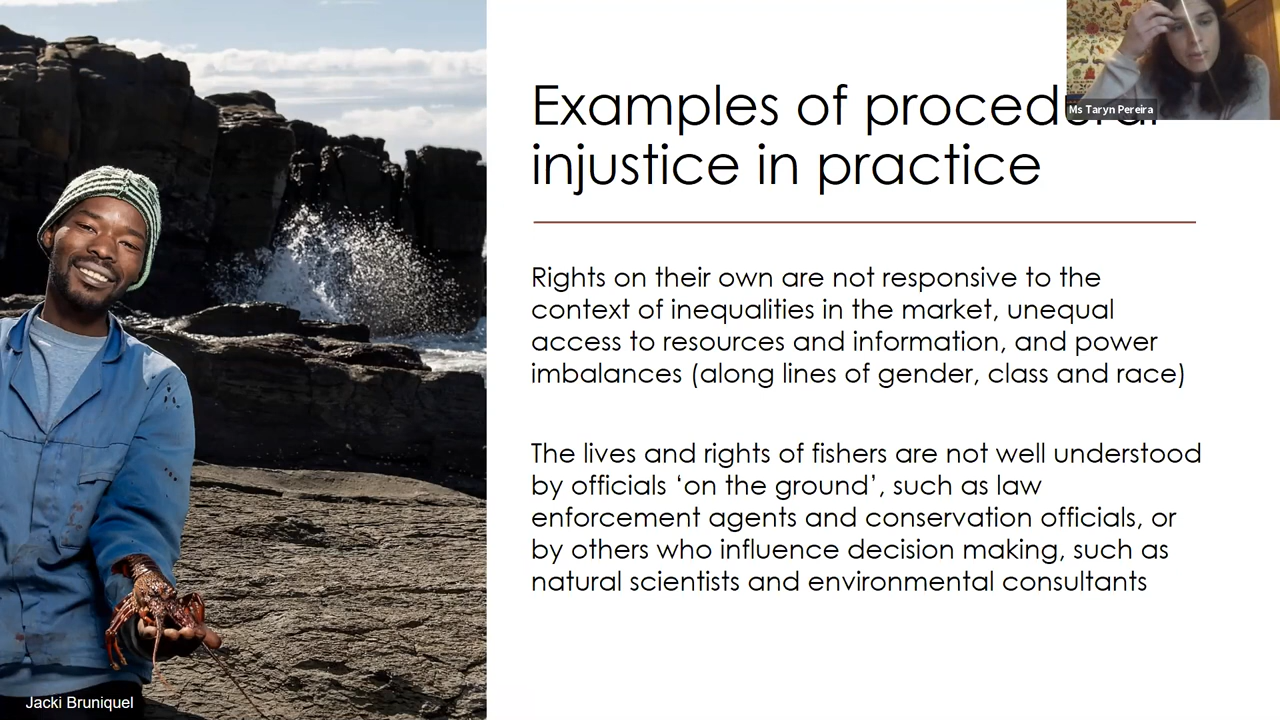 Ms Taryn Pereira
Examples of procedural
injustice in practice
Rights on their own are not responsive to the
context of inequalities in the market, unequal
access to resources and information, and power
imbalances (along lines of gender, class and race)
The lives and rights of fishers are not well understood
by officials ‘on the ground’, such as law
enforcement agents and conservation officials, or
by others who influence decision making, such as
natural scientists and environmental consultants
Jacki Bruniquel